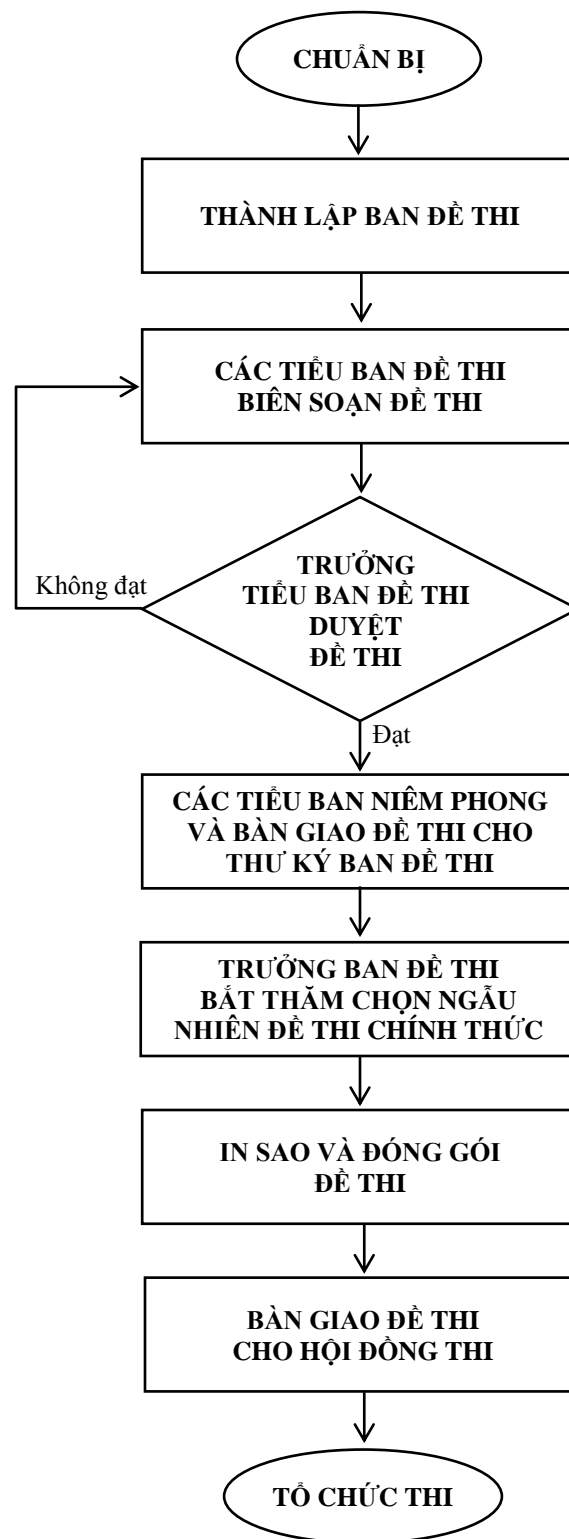 CHUẨN BỊ
THÀNH LẬP BAN ĐỀ THI
CÁC TIỂU BAN ĐỀ THI
BIÊN SOẠN ĐỀ THI
TRƯỞNG
TIỂU BAN ĐỀ THI
DUYỆT
ĐỀ THI
Không đạt
Đạt
CÁC TIỂU BAN NIÊM PHONG
VÀ BÀN GIAO ĐỀ THI CHO
THƯ KÝ BAN ĐỀ THI
TRƯỞNG BAN ĐỀ THI
BẮT THĂM CHỌN NGẪU
NHIÊN ĐỀ THI CHÍNH THỨC
IN SAO VÀ ĐÓNG GÓI
ĐỀ THI
BÀN GIAO ĐỀ THI
CHO HỘI ĐỒNG THI
TỔ CHỨC THI